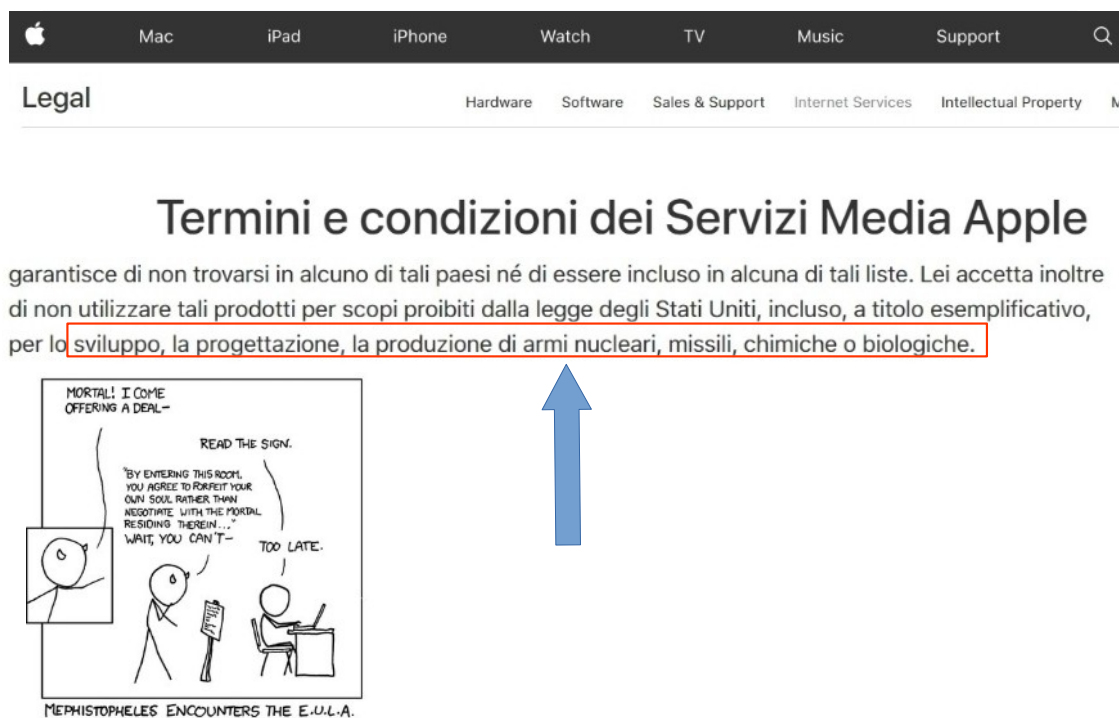 Mac iPad iPhone Watch TV Music Support
Legal Hardware Software Sales & Support Internet Services Intellectual Property M
Termini e condizioni dei Servizi Media Apple
garantisce di non trovarsi in alcuno di tali paesi né di essere incluso in alcuna di tali liste. Lei accetta inoltre
di non utilizzare tali prodotti per scopi proibiti dalla legge degli Stati Uniti, incluso, a titolo esemplificativo,
per lo sviluppo, la progettazione, la produzione di armi nucleari, missili, chimiche o biologiche.
MORTAL! I COME
OFFERING A DEAL–
READ THE SIGN.
"BY ENTERING THIS ROOM,
YOU AGREE TO FORFEIT YOUR
OWN SOUL RATHER THAN
NEGOTIATE WITH THE MORTAL
RESIDING THEREIN..."
WAIT, YOU CAN'T–
TOO LATE.
MEPHISTOPHELES ENCOUNTERS THE E.U.L.A.